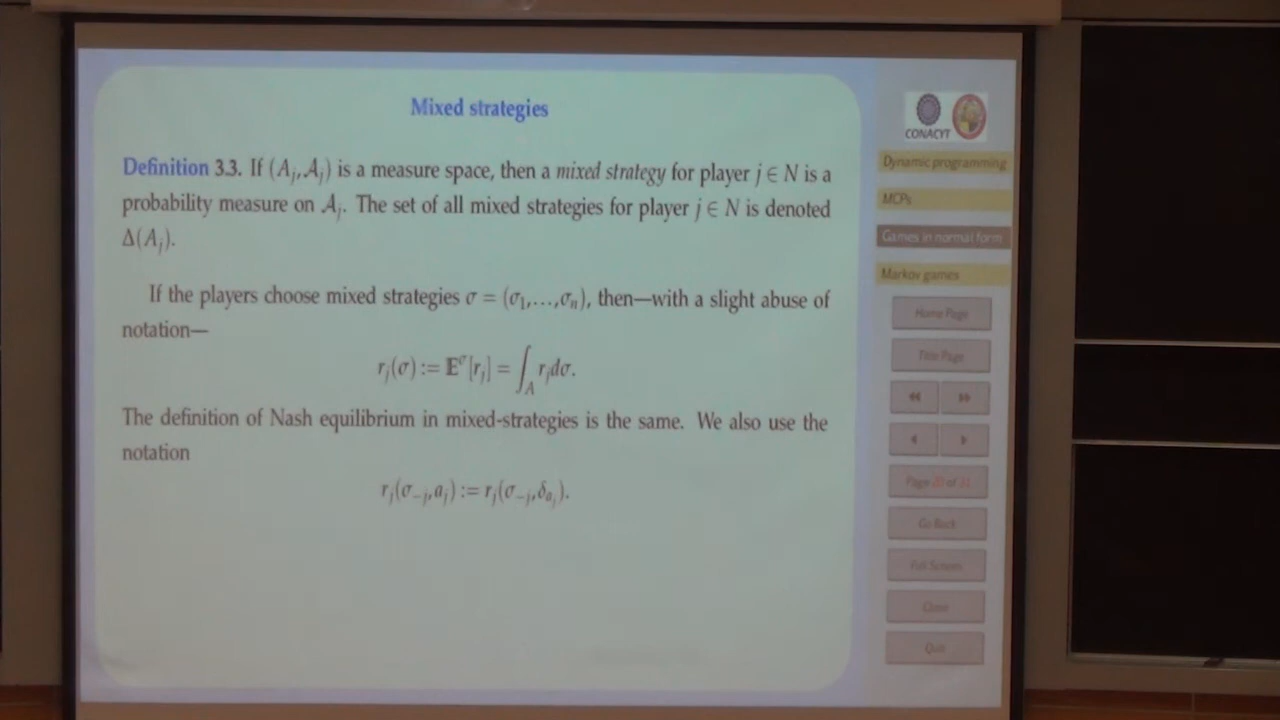 Mixed strategies
Definition 3.3. If (A_j, 𝒜_j) is a measure space, then a mixed strategy for player j ∈ N is a
probability measure on 𝒜_j. The set of all mixed strategies for player j ∈ N is denoted
Δ(A_j).
If the players choose mixed strategies σ = (σ_1,…,σ_n), then—with a slight abuse of
notation—
r_j(σ) := 𝔼^σ[r_j] = ∫_A r_j dσ.
The definition of Nash equilibrium in mixed-strategies is the same. We also use the
notation
r_j(σ_{−j}, a_j) := r_j(σ_{−j}, δ_{a_j}).
CONACYT
Dynamic programming
MCPs
Games in normal form
Markov games
Home Page
Title Page
Page of 31
Go Back
Full Screen
Close
Quit